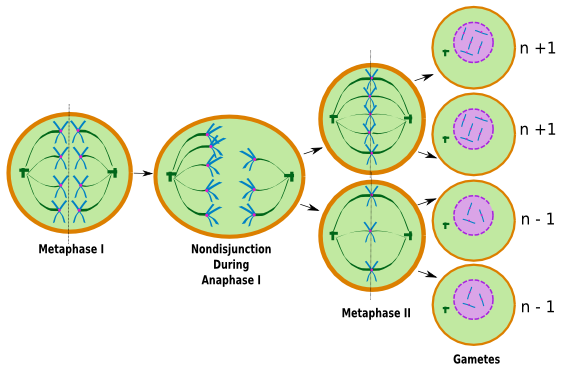 Metaphase I
Nondisjunction
During
Anaphase I
Metaphase II
n +1
n +1
n - 1
n - 1
Gametes